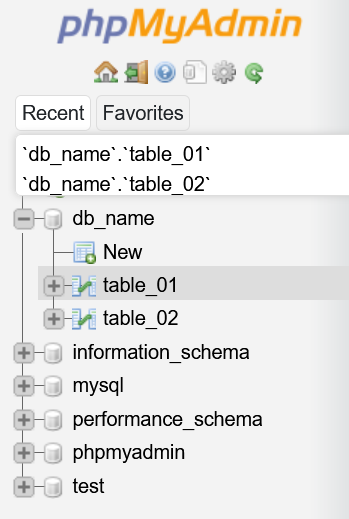 phpMyAdmin
Recent Favorites
`db_name`.`table_01`
`db_name`.`table_02`
db_name
New
table_01
table_02
information_schema
mysql
performance_schema
phpmyadmin
test